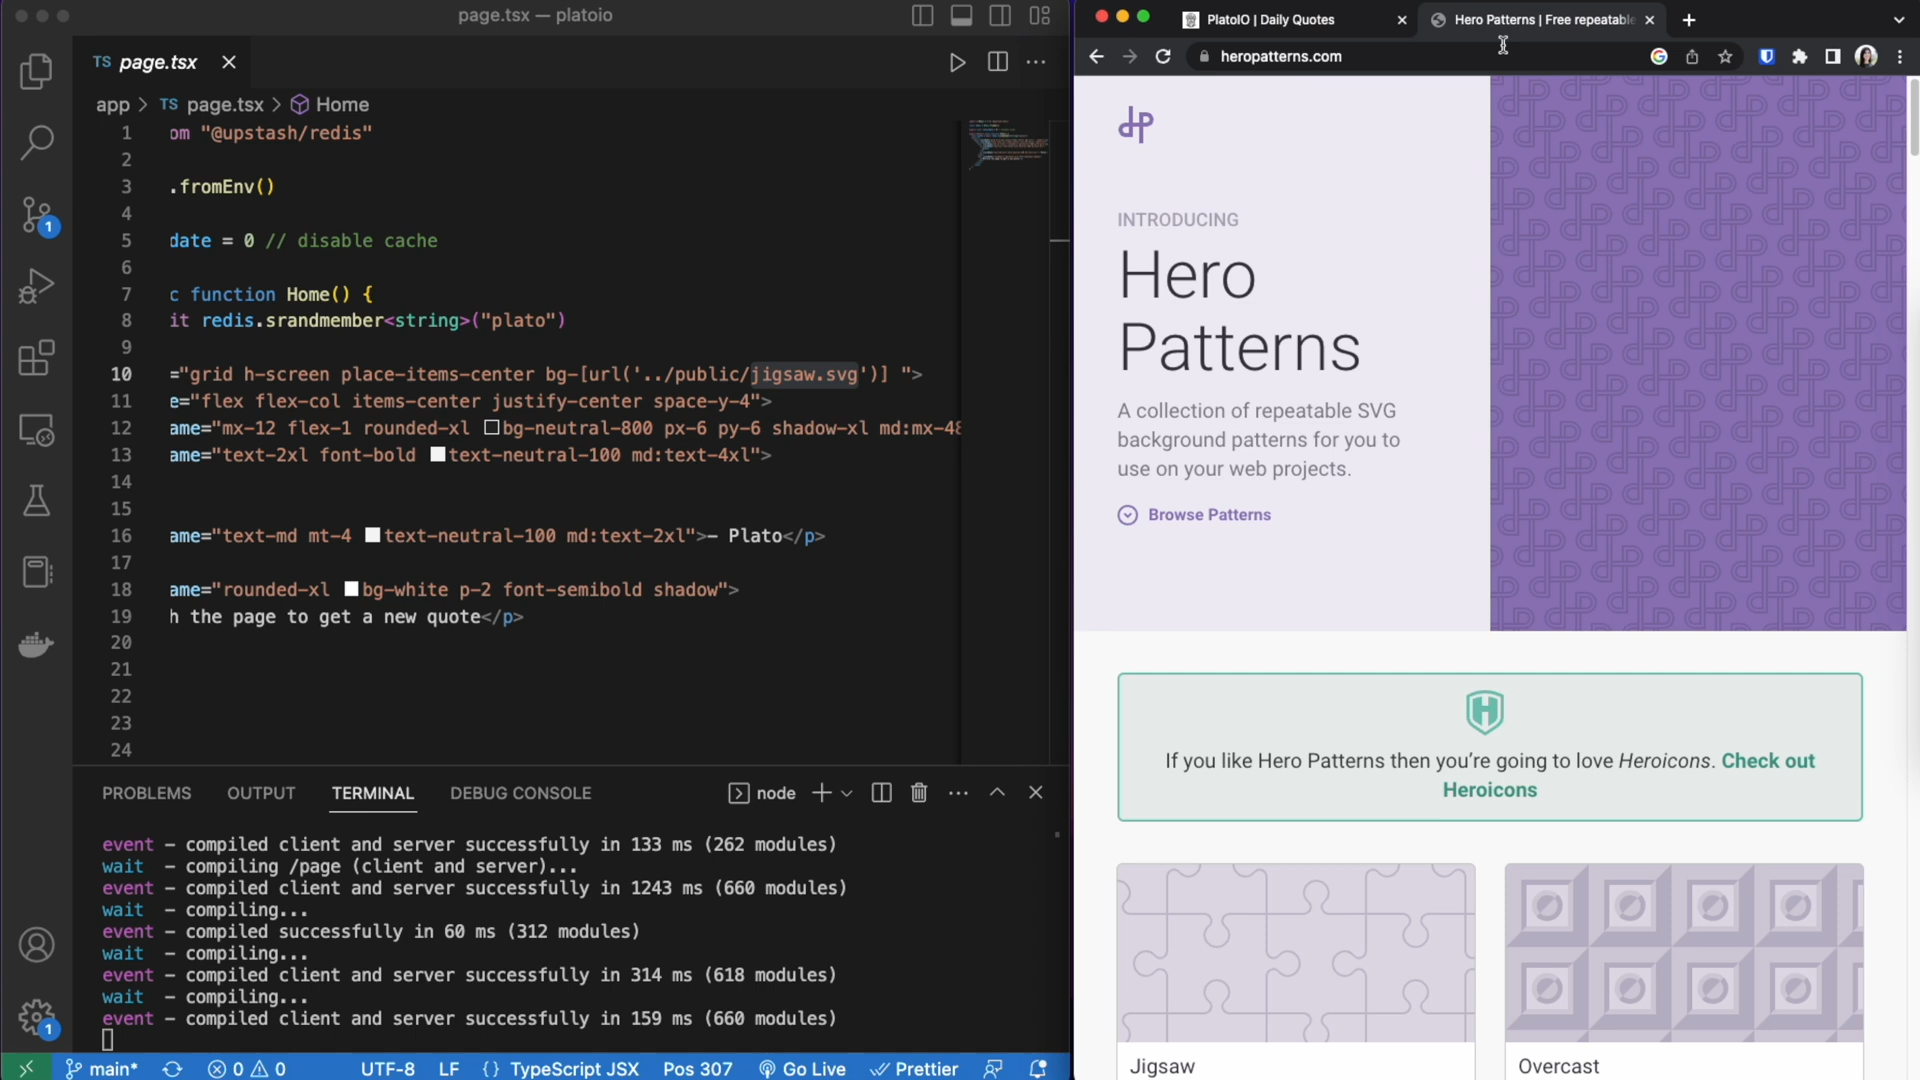 page.tsx — platoio
TS page.tsx
app > TS page.tsx > Home
1 om "@upstash/redis"
2
3 .fromEnv()
4
5 date = 0 // disable cache
6
7 c function Home() {
8 it redis.srandmember<string>("plato")
9
10 ="grid h-screen place-items-center bg-[url('../public/jigsaw.svg')] ">
11 e="flex flex-col items-center justify-center space-y-4">
12 ame="mx-12 flex-1 rounded-xl bg-neutral-800 px-6 py-6 shadow-xl md:mx-48
13 ame="text-2xl font-bold text-neutral-100 md:text-4xl">
14
15
16 ame="text-md mt-4 text-neutral-100 md:text-2xl">— Plato</p>
17
18 ame="rounded-xl bg-white p-2 font-semibold shadow">
19 h the page to get a new quote</p>
20
21
22
23
24
1
1
PROBLEMS OUTPUT TERMINAL DEBUG CONSOLE node
event - compiled client and server successfully in 133 ms (262 modules)
wait - compiling /page (client and server)...
event - compiled client and server successfully in 1243 ms (660 modules)
wait - compiling...
event - compiled successfully in 60 ms (312 modules)
wait - compiling...
event - compiled client and server successfully in 314 ms (618 modules)
wait - compiling...
event - compiled client and server successfully in 159 ms (660 modules)
main* 0 0 UTF-8 LF {} TypeScript JSX Pos 307 Go Live Prettier
PlatoIO | Daily Quotes
Hero Patterns | Free repeatable
heropatterns.com
INTRODUCING
Hero
Patterns
A collection of repeatable SVG
background patterns for you to
use on your web projects.
Browse Patterns
If you like Hero Patterns then you're going to love Heroicons. Check out
Heroicons
Jigsaw
Overcast